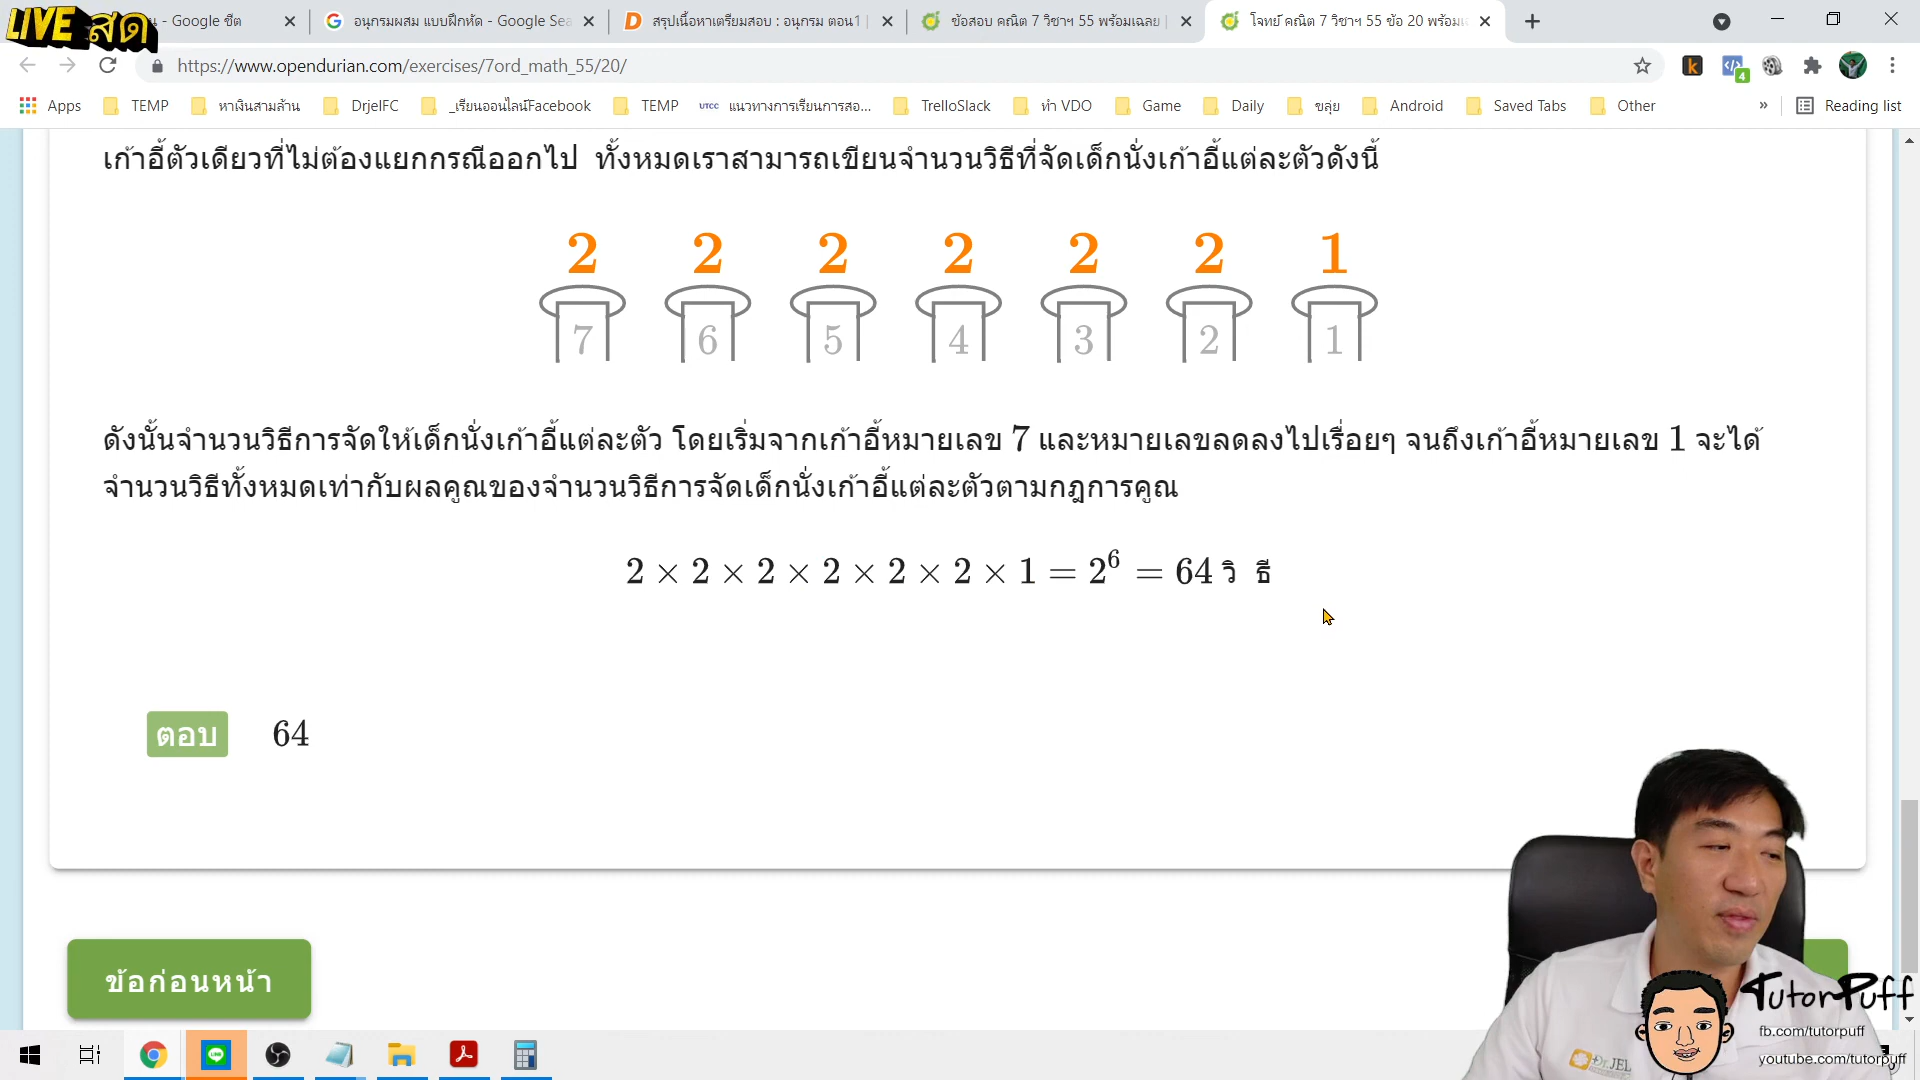 LIVE สด
น - Google ชีต
อนุกรมผสม แบบฝึกหัด - Google Sea
สรุปเนื้อหาเตรียมสอบ : อนุกรม ตอน1 |
ข้อสอบ คณิต 7 วิชาฯ 55 พร้อมเฉลย |
โจทย์ คณิต 7 วิชาฯ 55 ข้อ 20 พร้อมเ
https://www.opendurian.com/exercises/7ord_math_55/20/
Apps TEMP หาเงินสามล้าน DrjelFC _เรียนออนไลน์Facebook TEMP UTCC แนวทางการเรียนการสอ... TrelloSlack ทำ VDO Game Daily ขลุ่ย Android Saved Tabs Other » Reading list
เก้าอี้ตัวเดียวที่ไม่ต้องแยกกรณีออกไป ทั้งหมดเราสามารถเขียนจำนวนวิธีที่จัดเด็กนั่งเก้าอี้แต่ละตัวดังนี้
2 2 2 2 2 2 1
7 6 5 4 3 2 1
ดังนั้นจำนวนวิธีการจัดให้เด็กนั่งเก้าอี้แต่ละตัว โดยเริ่มจากเก้าอี้หมายเลข 7 และหมายเลขลดลงไปเรื่อยๆ จนถึงเก้าอี้หมายเลข 1 จะได้
จำนวนวิธีทั้งหมดเท่ากับผลคูณของจำนวนวิธีการจัดเด็กนั่งเก้าอี้แต่ละตัวตามกฎการคูณ
2 × 2 × 2 × 2 × 2 × 2 × 1 = 2⁶ = 64 วิ ธี
ตอบ 64
ข้อก่อนหน้า
TutorPuff
fb.com/tutorpuff
youtube.com/tutorpuff
Dr.JEL